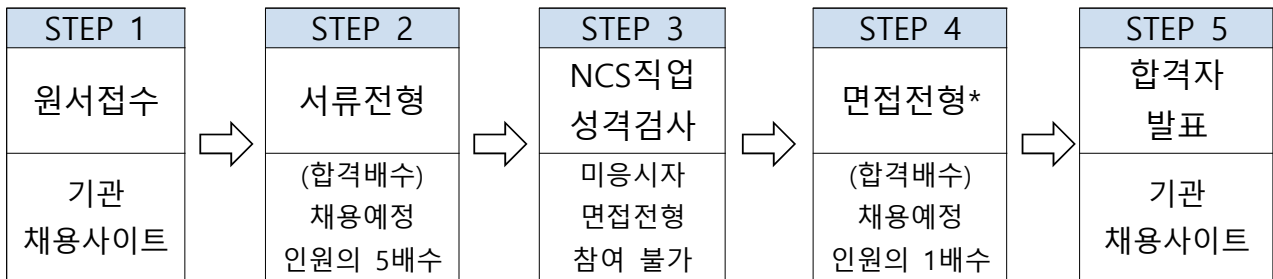 STEP 1
원서접수
기관
채용사이트
STEP 2
서류전형
(합격배수)
채용예정
인원의 5배수
STEP 3
NCS직업
성격검사
미응시자
면접전형
참여 불가
STEP 4
면접전형*
(합격배수)
채용예정
인원의 1배수
STEP 5
합격자
발표
기관
채용사이트